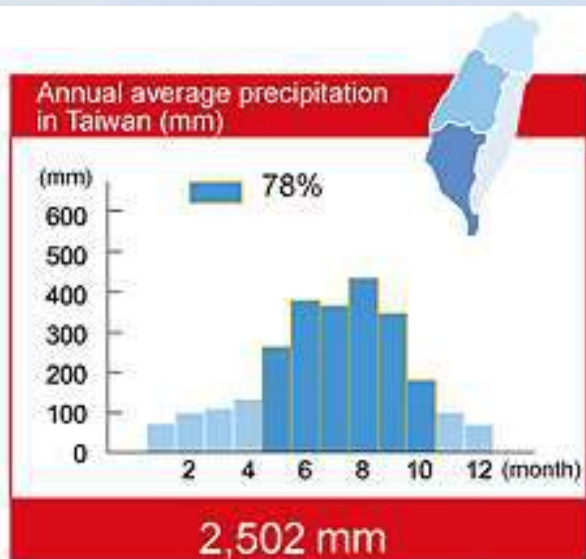 Annual average precipitation
in Taiwan (mm)
(mm)
78%
600
500
400
300
200
100
0
2 4 6 8 10 12 (month)
2,502 mm